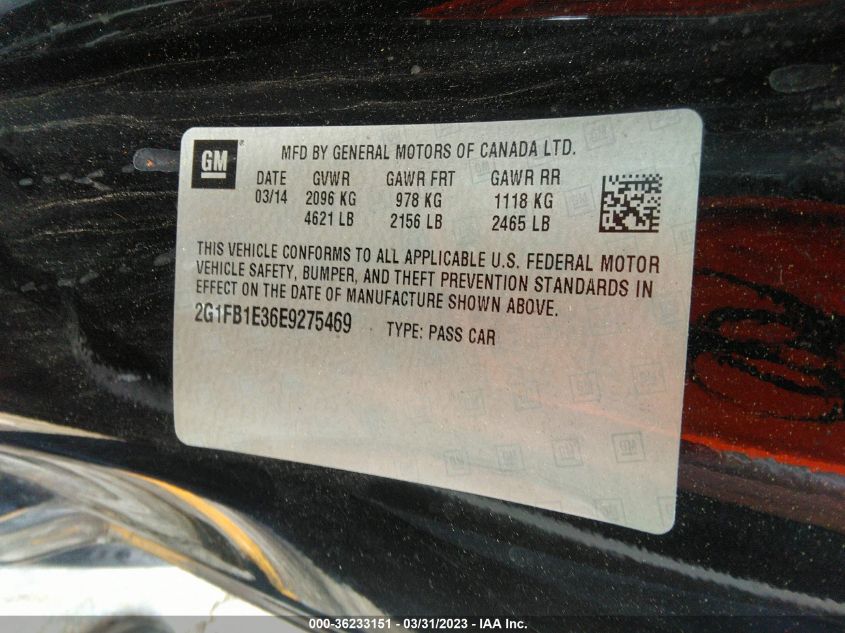 GM
MFD BY GENERAL MOTORS OF CANADA LTD.
DATE GVWR GAWR FRT GAWR RR
03/14 2096 KG 978 KG 1118 KG
4621 LB 2156 LB 2465 LB
THIS VEHICLE CONFORMS TO ALL APPLICABLE U.S. FEDERAL MOTOR
VEHICLE SAFETY, BUMPER, AND THEFT PREVENTION STANDARDS IN
EFFECT ON THE DATE OF MANUFACTURE SHOWN ABOVE.
2G1FB1E36E9275469 TYPE: PASS CAR
000-36233151 - 03/31/2023 - IAA Inc.